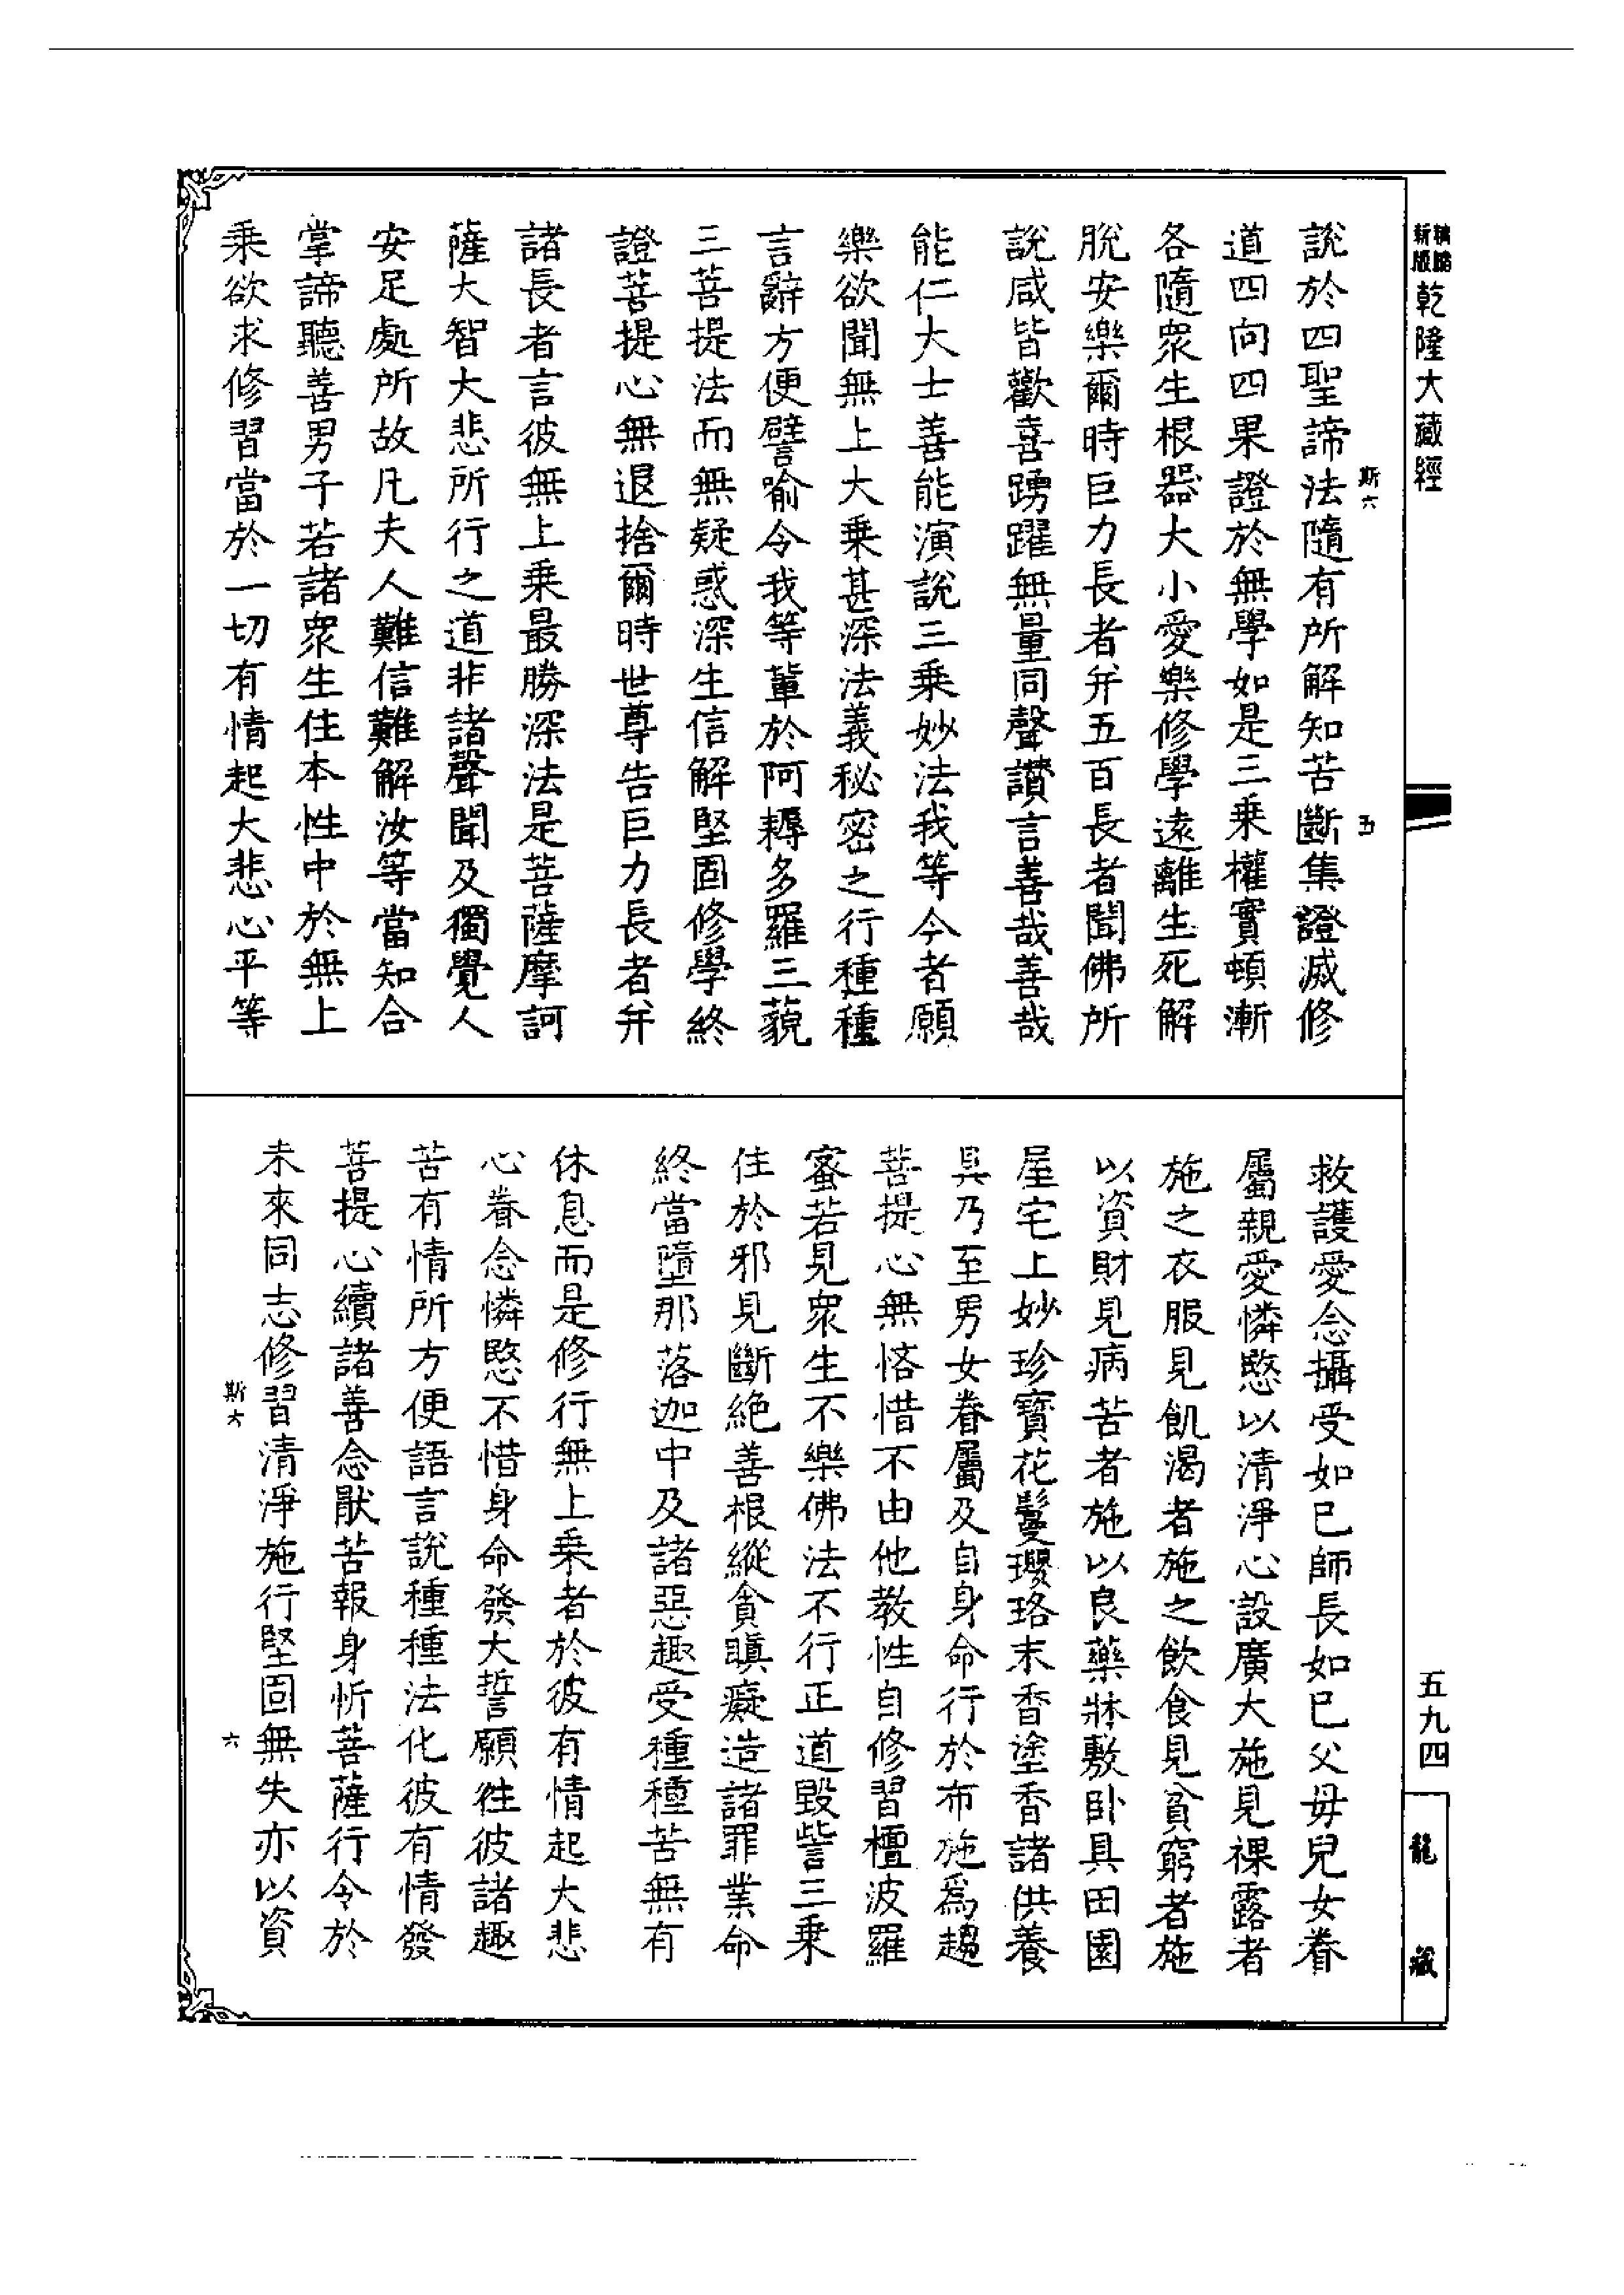 新版
乾隆大藏經
斯六
五
說於四聖諦法隨有所解知苦斷集證滅修
道四向四果證於無學如是三乘權實頓漸
各隨眾生根器大小愛樂修學遠離生死解
脫安樂爾時巨力長者并五百長者聞佛所
說咸皆歡喜踴躍無量同聲讚言善哉善哉
能仁大士善能演說三乘妙法我等今者願
樂欲聞無上大乘甚深法義秘密之行種種
言辭方便譬喻令我等輩於阿耨多羅三藐
三菩提法而無疑惑深生信解堅固修學終
證菩提心無退捨爾時世尊告巨力長者并
諸長者言彼無上乘最勝深法是菩薩摩訶
薩大智大悲所行之道非諸聲聞及獨覺人
安足處所故凡夫人難信難解汝等當知合
掌諦聽善男子若諸眾生住本性中於無上
乘欲求修習當於一切有情起大悲心平等
救護愛念攝受如已師長如已父母兒女眷
屬親愛憐愍以清淨心設廣大施見裸露者
施之衣服見飢渴者施之飲食見貧窮者施
以資財見病苦者施以良藥牀敷臥具田園
屋宅上妙珍寶花鬘瓔珞末香塗香諸供養
具乃至男女眷屬及自身命行於布施為趨
菩提心無悋惜不由他教性自修習檀波羅
蜜若見眾生不樂佛法不行正道毀訾三乘
住於邪見斷絕善根縱貪瞋癡造諸罪業命
終當墮那落迦中及諸惡趣受種種苦無有
休息而是修行無上乘者於彼有情起大悲
心眷念憐愍不惜身命發大誓願往彼諸趣
苦有情所方便語言說種種法化彼有情發
菩提心續諸善念厭苦報身忻菩薩行令於
未來同志修習清淨施行堅固無失亦以資
斯六
六
五九四
龍藏